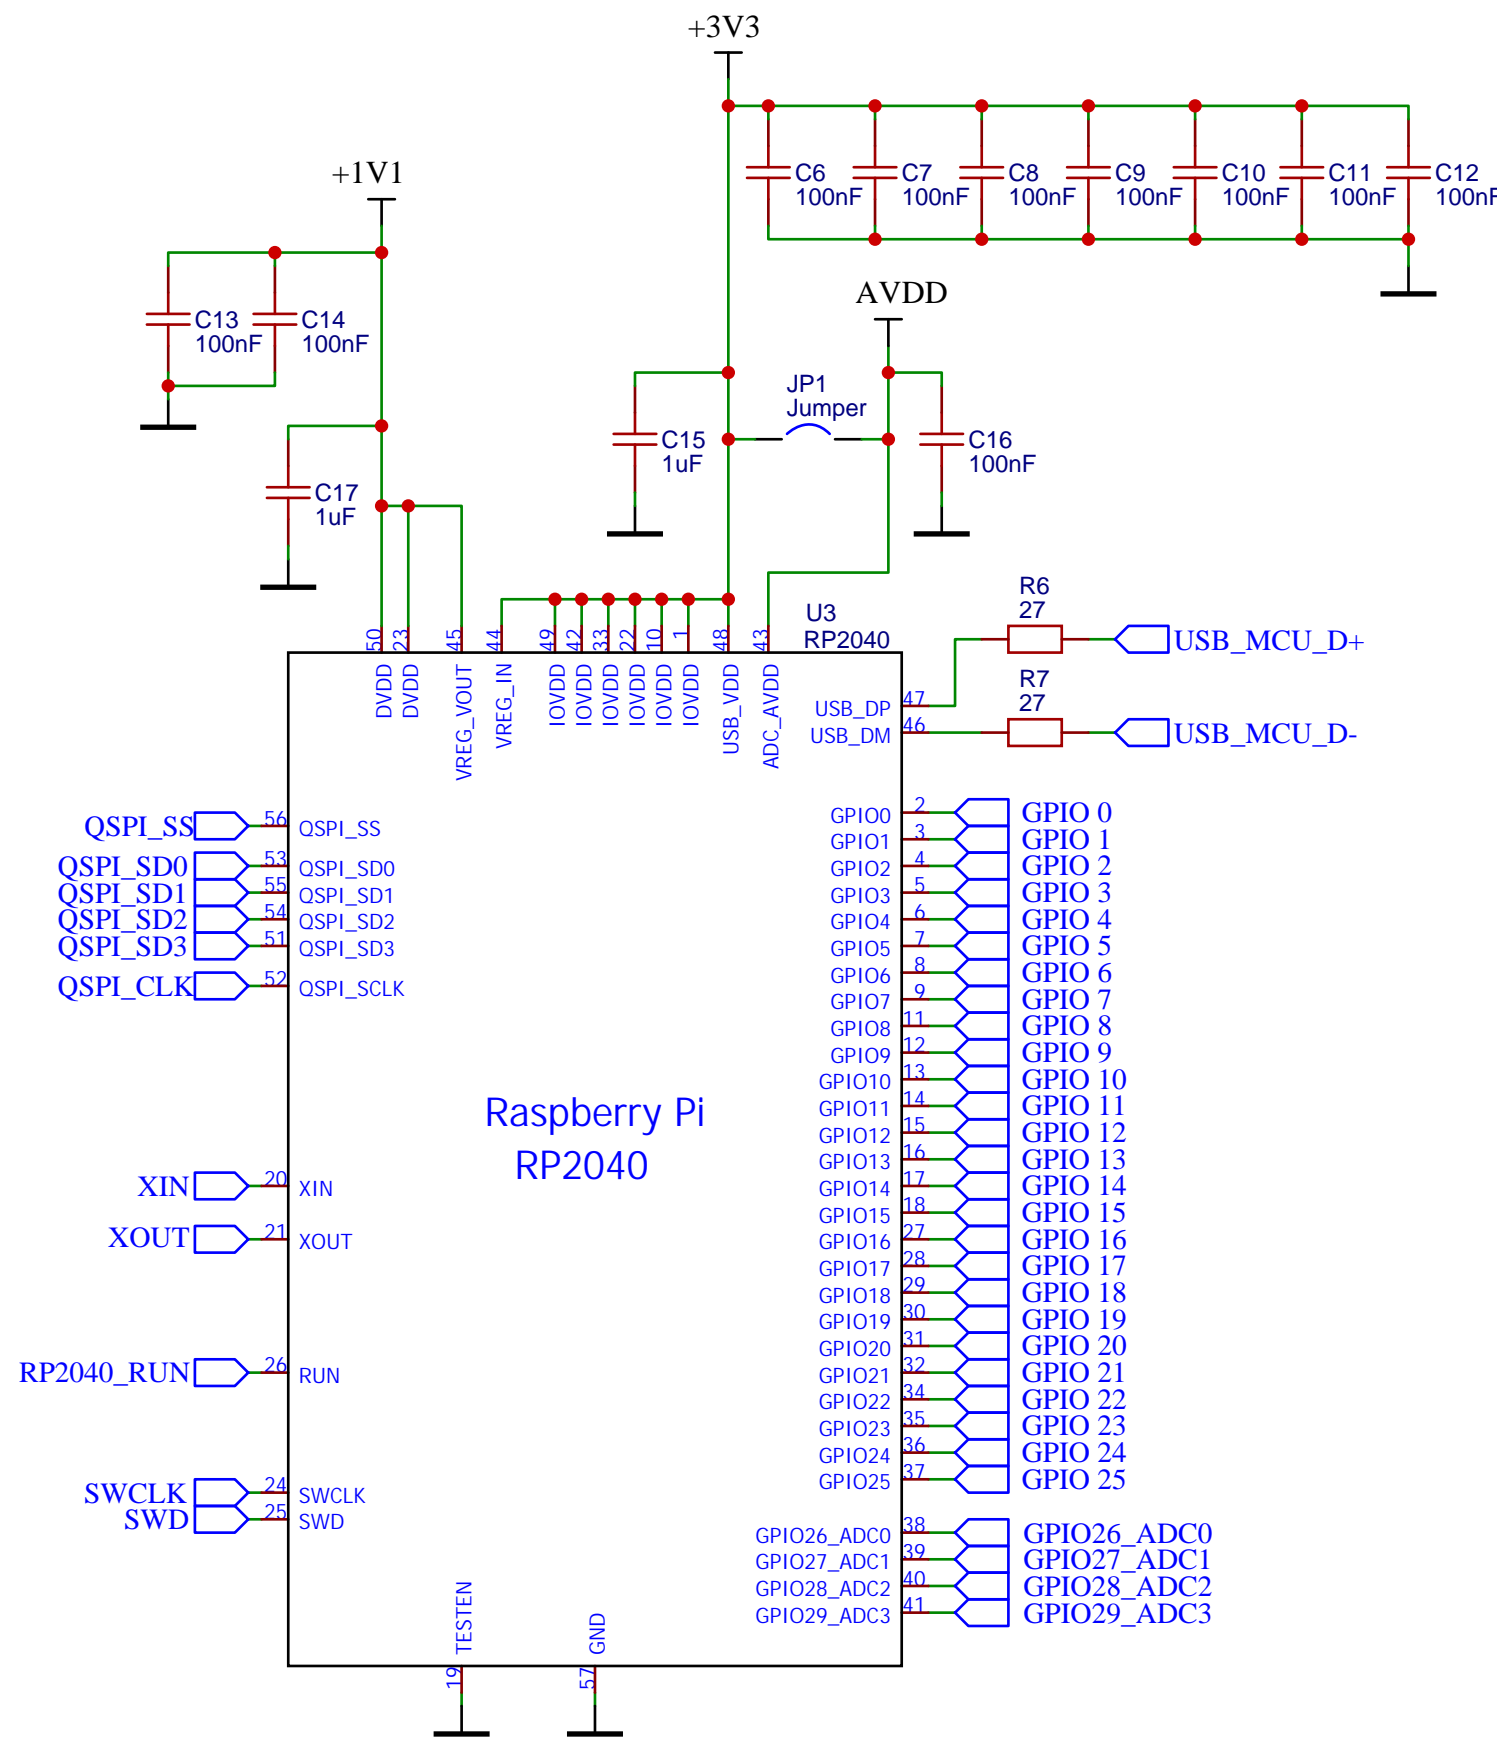 +3V3
C6
100nF
C7
100nF
C8
100nF
C9
100nF
C10
100nF
C11
100nF
C12
100nF
+1V1
C13
100nF
C14
100nF
C17
1uF
AVDD
JP1
Jumper
C15
1uF
C16
100nF
U3
RP2040
50
23
45
44
49
42
33
22
10
1
48
43
DVDD
DVDD
VREG_VOUT
VREG_IN
IOVDD
IOVDD
IOVDD
IOVDD
IOVDD
IOVDD
USB_VDD
ADC_AVDD
R6
27
USB_DP 47 USB_MCU_D+
R7
27
USB_DM 46 USB_MCU_D-
QSPI_SS 56 QSPI_SS
QSPI_SD0 53 QSPI_SD0
QSPI_SD1 55 QSPI_SD1
QSPI_SD2 54 QSPI_SD2
QSPI_SD3 51 QSPI_SD3
QSPI_CLK 52 QSPI_SCLK
XIN 20 XIN
XOUT 21 XOUT
RP2040_RUN 26 RUN
SWCLK 24 SWCLK
SWD 25 SWD
Raspberry Pi
RP2040
GPIO0 2 GPIO 0
GPIO1 3 GPIO 1
GPIO2 4 GPIO 2
GPIO3 5 GPIO 3
GPIO4 6 GPIO 4
GPIO5 7 GPIO 5
GPIO6 8 GPIO 6
GPIO7 9 GPIO 7
GPIO8 11 GPIO 8
GPIO9 12 GPIO 9
GPIO10 13 GPIO 10
GPIO11 14 GPIO 11
GPIO12 15 GPIO 12
GPIO13 16 GPIO 13
GPIO14 17 GPIO 14
GPIO15 18 GPIO 15
GPIO16 27 GPIO 16
GPIO17 28 GPIO 17
GPIO18 29 GPIO 18
GPIO19 30 GPIO 19
GPIO20 31 GPIO 20
GPIO21 32 GPIO 21
GPIO22 34 GPIO 22
GPIO23 35 GPIO 23
GPIO24 36 GPIO 24
GPIO25 37 GPIO 25
GPIO26_ADC0 38 GPIO26_ADC0
GPIO27_ADC1 39 GPIO27_ADC1
GPIO28_ADC2 40 GPIO28_ADC2
GPIO29_ADC3 41 GPIO29_ADC3
TESTEN
19
GND
57